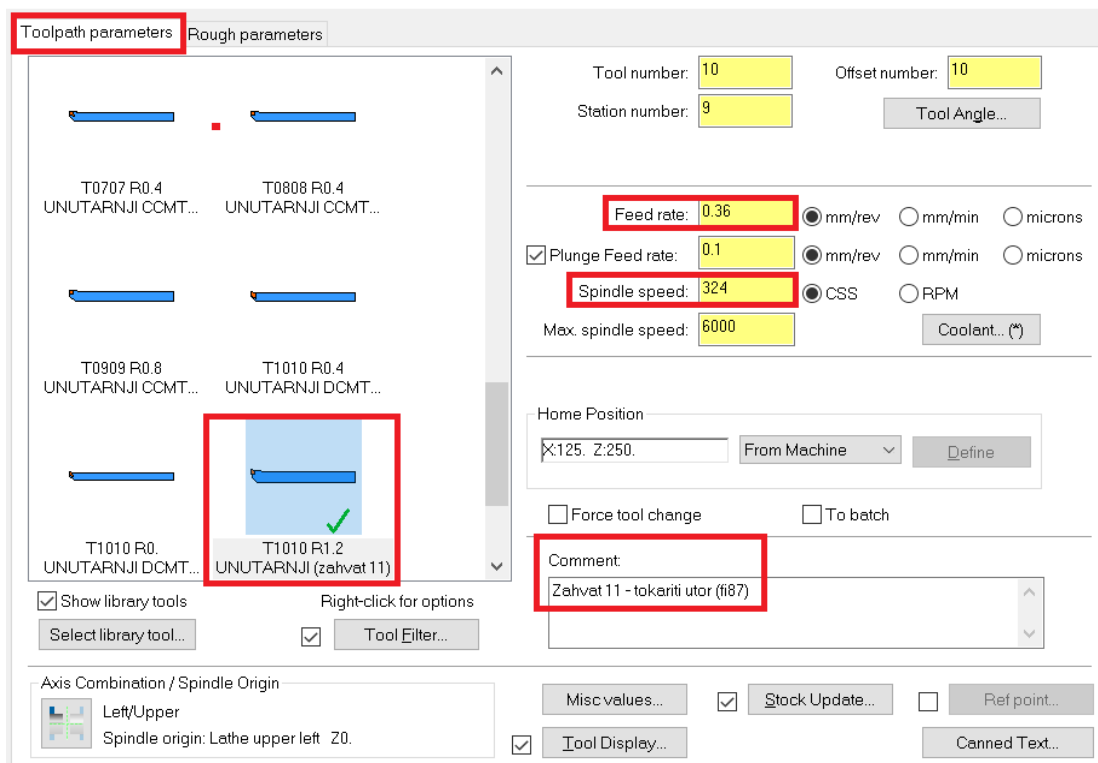 Toolpath parameters Rough parameters
T0707 R0.4 T0808 R0.4
UNUTARNJI CCMT... UNUTARNJI CCMT...
T0909 R0.8 T1010 R0.4
UNUTARNJI CCMT... UNUTARNJI DCMT...
T1010 R0. T1010 R1.2
UNUTARNJI DCMT... UNUTARNJI (zahvat 11)
Show library tools Right-click for options
Select library tool... Tool Filter...
Axis Combination / Spindle Origin
Left/Upper
Spindle origin: Lathe upper left Z0.
Tool number: 10 Offset number: 10
Station number: 9 Tool Angle...
Feed rate: 0.36 mm/rev mm/min microns
Plunge Feed rate: 0.1 mm/rev mm/min microns
Spindle speed: 324 CSS RPM
Max. spindle speed: 6000 Coolant... (*)
Home Position
X:125. Z:250. From Machine Define
Force tool change To batch
Comment:
Zahvat 11 - tokariti utor (fi87)
Misc values... Stock Update... Ref point...
Tool Display... Canned Text...